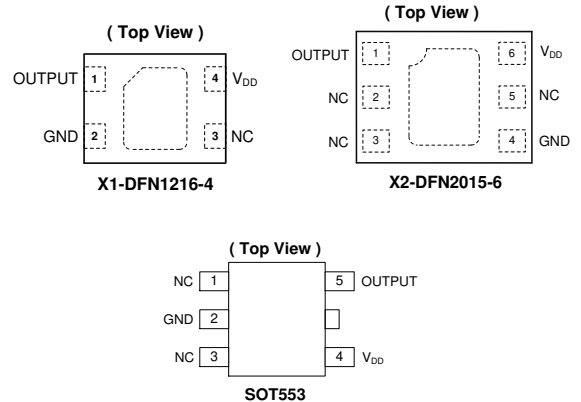 ( Top View )
OUTPUT 1 4 VDD
GND 2 3 NC
X1-DFN1216-4
( Top View )
OUTPUT 1 6 VDD
NC 2 5 NC
NC 3 4 GND
X2-DFN2015-6
( Top View )
NC 1 5 OUTPUT
GND 2
NC 3 4 VDD
SOT553